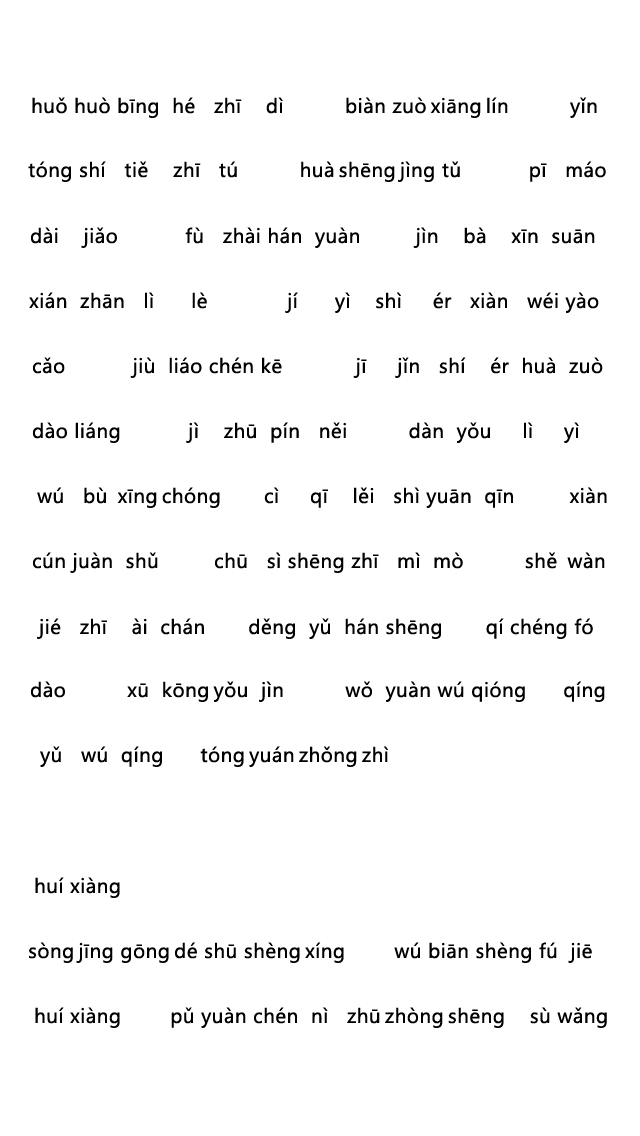 huǒ huò bīng hé zhī dì biàn zuò xiāng lín yǐn
tóng shí tiě zhī tú huà shēng jìng tǔ pī máo
dài jiǎo fù zhài hán yuàn jìn bà xīn suān
xián zhān lì lè jí yì shì ér xiàn wéi yào
cǎo jiù liáo chén kē jī jǐn shí ér huà zuò
dào liáng jì zhū pín něi dàn yǒu lì yì
wú bù xīng chóng cì qī lěi shì yuān qīn xiàn
cún juàn shǔ chū sì shēng zhī mì mò shě wàn
jié zhī ài chán děng yǔ hán shēng qí chéng fó
dào xū kōng yǒu jìn wǒ yuàn wú qióng qíng
yǔ wú qíng tóng yuán zhǒng zhì
huí xiàng
sòng jīng gōng dé shū shèng xíng wú biān shèng fú jiē
huí xiàng pǔ yuàn chén nì zhū zhòng shēng sù wǎng